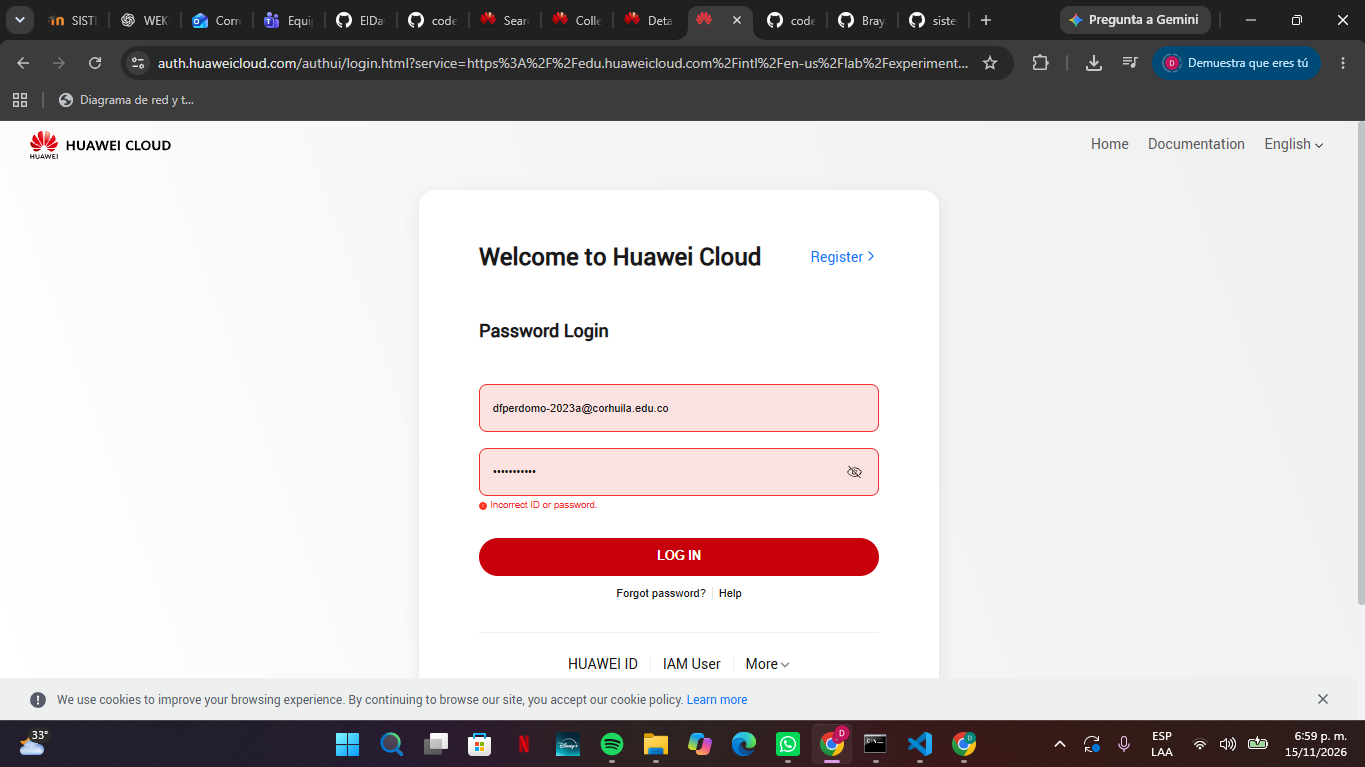 SISTE
WEK
Corre
Equip
ElDa
code
Sear
Colle
Deta
code
Bray
siste
Pregunta a Gemini
auth.huaweicloud.com/authui/login.html?service=https%3A%2F%2Fedu.huaweicloud.com%2Fintl%2Fen-us%2Flab%2Fexperiment...
D Demuestra que eres tú
Diagrama de red y t...
HUAWEI
HUAWEI CLOUD
Home
Documentation
English
Welcome to Huawei Cloud
Register
Password Login
dfperdomo-2023a@corhuila.edu.co
•••••••••••
Incorrect ID or password.
LOG IN
Forgot password?
Help
HUAWEI ID
IAM User
More
We use cookies to improve your browsing experience. By continuing to browse our site, you accept our cookie policy. Learn more
33°
ESP
LAA
6:59 p. m.
15/11/2026